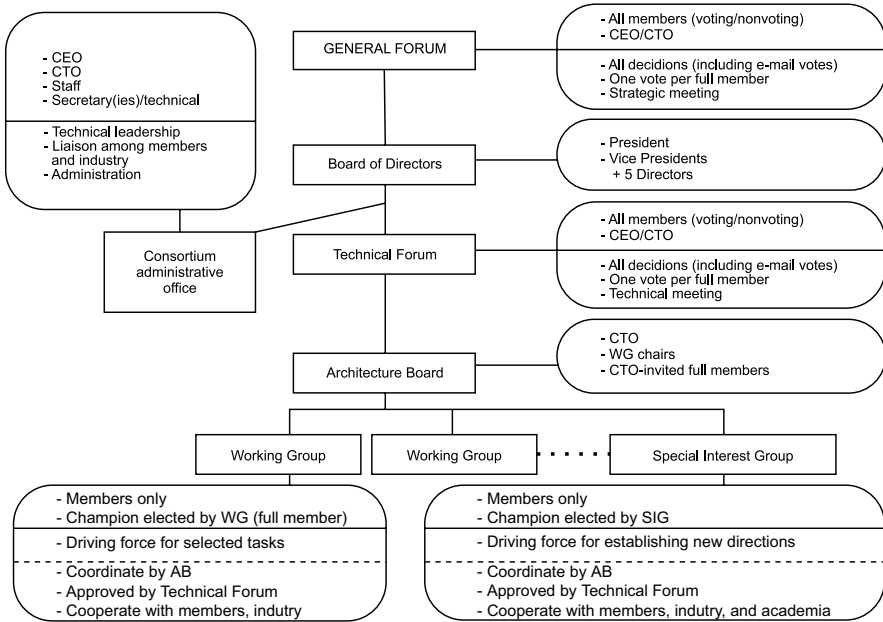 - CEO
- CTO
- Staff
- Secretary(ies)/technical
- Technical leadership
- Liaison among members
and industry
- Administration
GENERAL FORUM
- All members (voting/nonvoting)
- CEO/CTO
- All decidions (including e-mail votes)
- One vote per full member
- Strategic meeting
Board of Directors
- President
- Vice Presidents
+ 5 Directors
Consortium
administrative
office
Technical Forum
- All members (voting/nonvoting)
- CEO/CTO
- All decidions (including e-mail votes)
- One vote per full member
- Technical meeting
Architecture Board
- CTO
- WG chairs
- CTO-invited full members
Working Group
Working Group
Special Interest Group
- Members only
- Champion elected by WG (full member)
- Driving force for selected tasks
- Coordinate by AB
- Approved by Technical Forum
- Cooperate with members, indutry
- Members only
- Champion elected by SIG
- Driving force for establishing new directions
- Coordinate by AB
- Approved by Technical Forum
- Cooperate with members, indutry, and academia